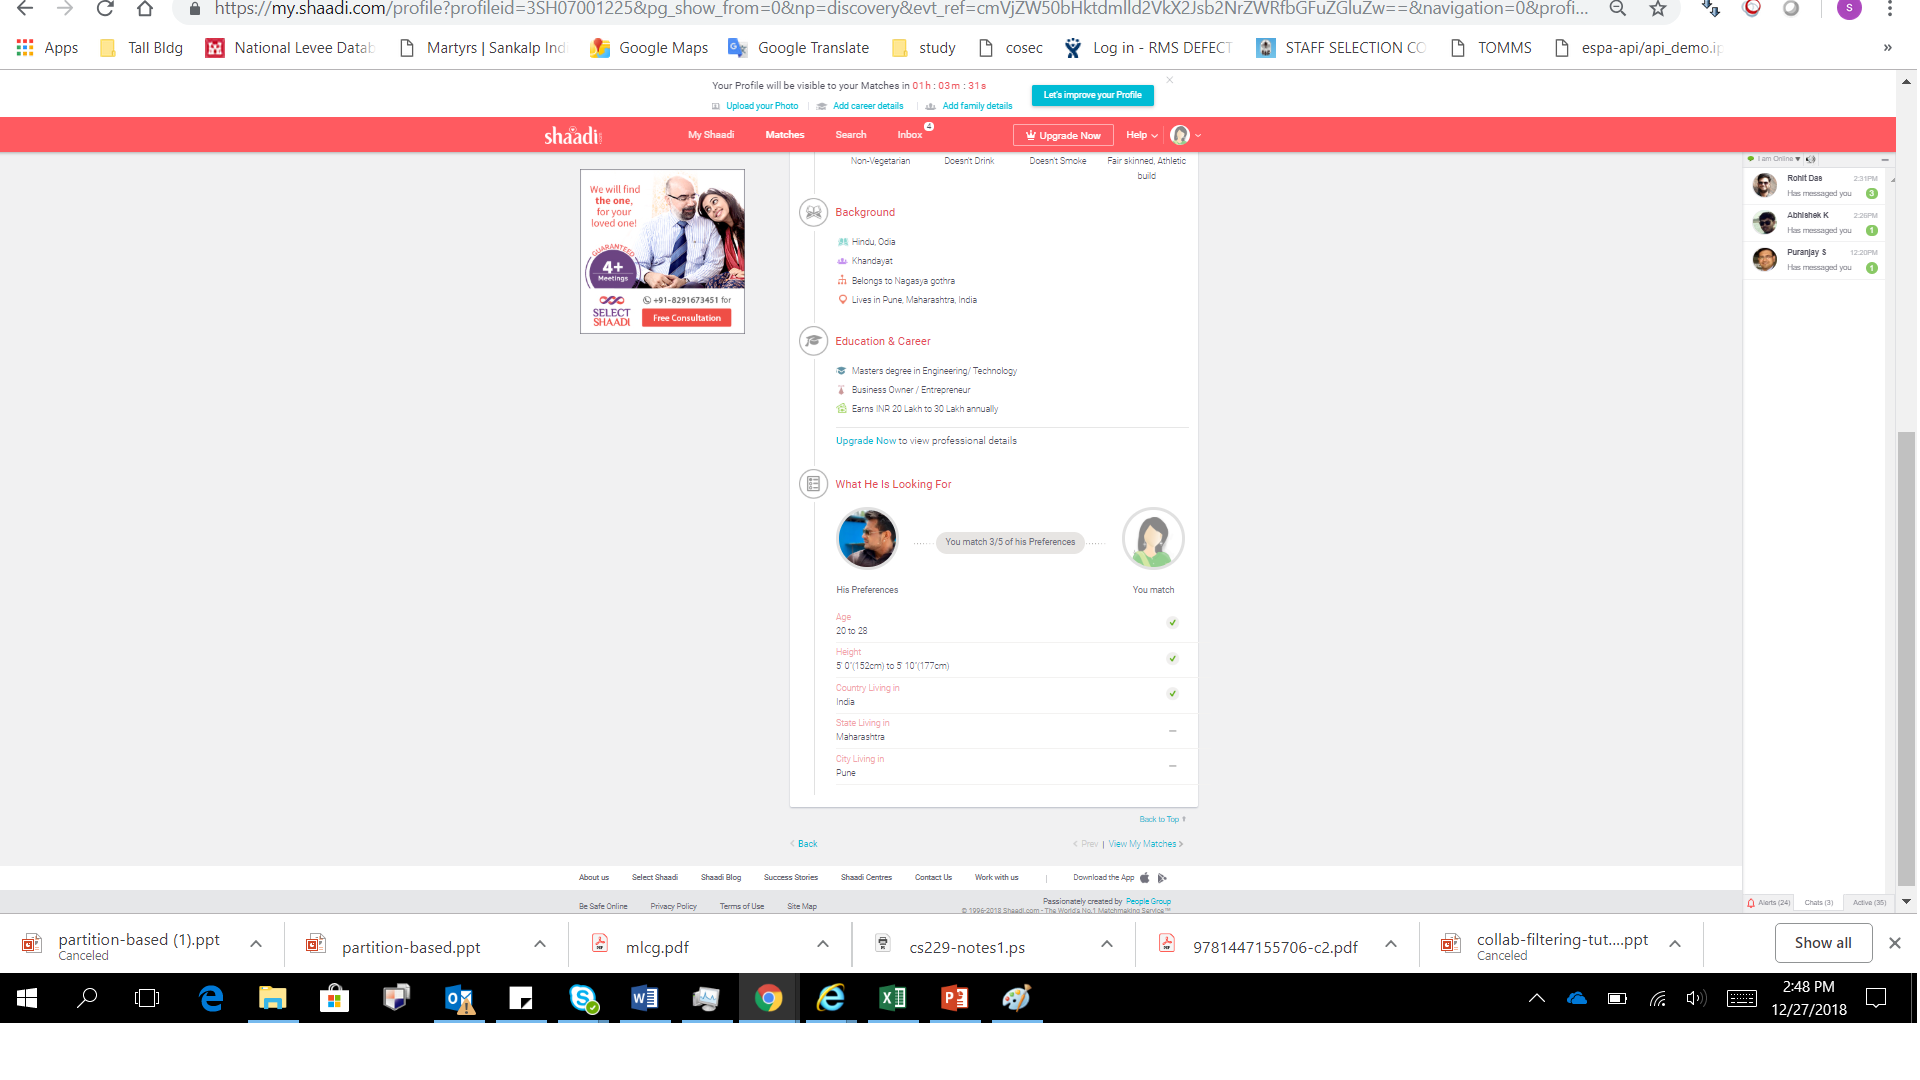 https://my.shaadi.com/profile?profileid=3SH07001225&pg_show_from=0&np=discovery&evt_ref=cmVjZW50bHktdmlld2VkX2Jsb2NrZWRfbGFuZGluZw==&navigation=0&profi...
S
Apps Tall Bldg National Levee Datab Martyrs | Sankalp Ind Google Maps Google Translate study cosec Log in - RMS DEFECT STAFF SELECTION CO TOMMS espa-api/api_demo.ip »
Your Profile will be visible to your Matches in 01h : 03m : 31s
Upload your Photo | Add career details | Add family details
Let's improve your Profile
shaadi.com
My Shaadi Matches Search Inbox 4 Upgrade Now Help
Non-Vegetarian Doesn't Drink Doesn't Smoke Fair skinned, Athletic
build
We will find
the one,
for your
loved one!
GUARANTEED
4+
Meetings
SELECT
SHAADI
+91-8291673451 for
Free Consultation
Background
Hindu, Odia
Khandayat
Belongs to Nagasya gothra
Lives in Pune, Maharashtra, India
Education & Career
Masters degree in Engineering/ Technology
Business Owner / Entrepreneur
Earns INR 20 Lakh to 30 Lakh annually
Upgrade Now to view professional details
What He Is Looking For
You match 3/5 of his Preferences
His Preferences You match
Age
20 to 28
Height
5' 0"(152cm) to 5' 10"(177cm)
Country Living in
India
State Living in
Maharashtra
City Living in
Pune
Back to Top
Back
Prev | View My Matches
I am Online
Rohit Das 2:31PM
Has messaged you 3
Abhishek K 2:26PM
Has messaged you 1
Puranjay S 12:20PM
Has messaged you 1
Alerts (24) Chats (3) Active (35)
About us Select Shaadi Shaadi Blog Success Stories Shaadi Centres Contact Us Work with us | Download the App
Be Safe Online Privacy Policy Terms of Use Site Map
Passionately created by People Group
© 1996-2018 Shaadi.com - The World's No.1 Matchmaking Service™
partition-based (1).ppt
Canceled
partition-based.ppt
mlcg.pdf
cs229-notes1.ps
9781447155706-c2.pdf
collab-filtering-tut....ppt
Canceled
Show all
2:48 PM
12/27/2018